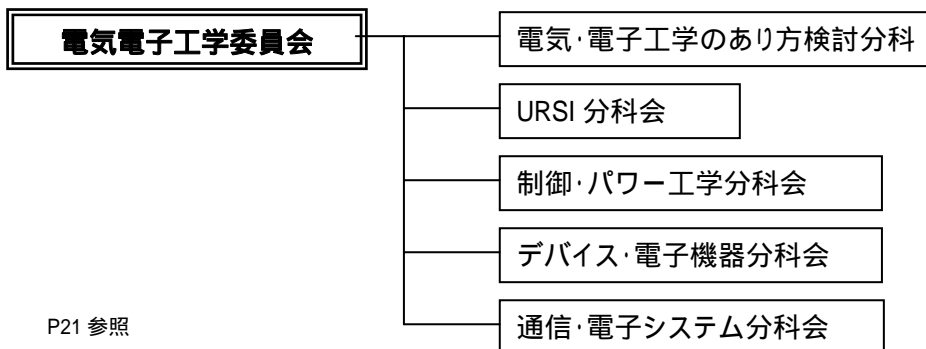 電気電子工学委員会
電気・電子工学のあり方検討分科
URSI 分科会
制御・パワー工学分科会
デバイス・電子機器分科会
通信・電子システム分科会
P21 参照